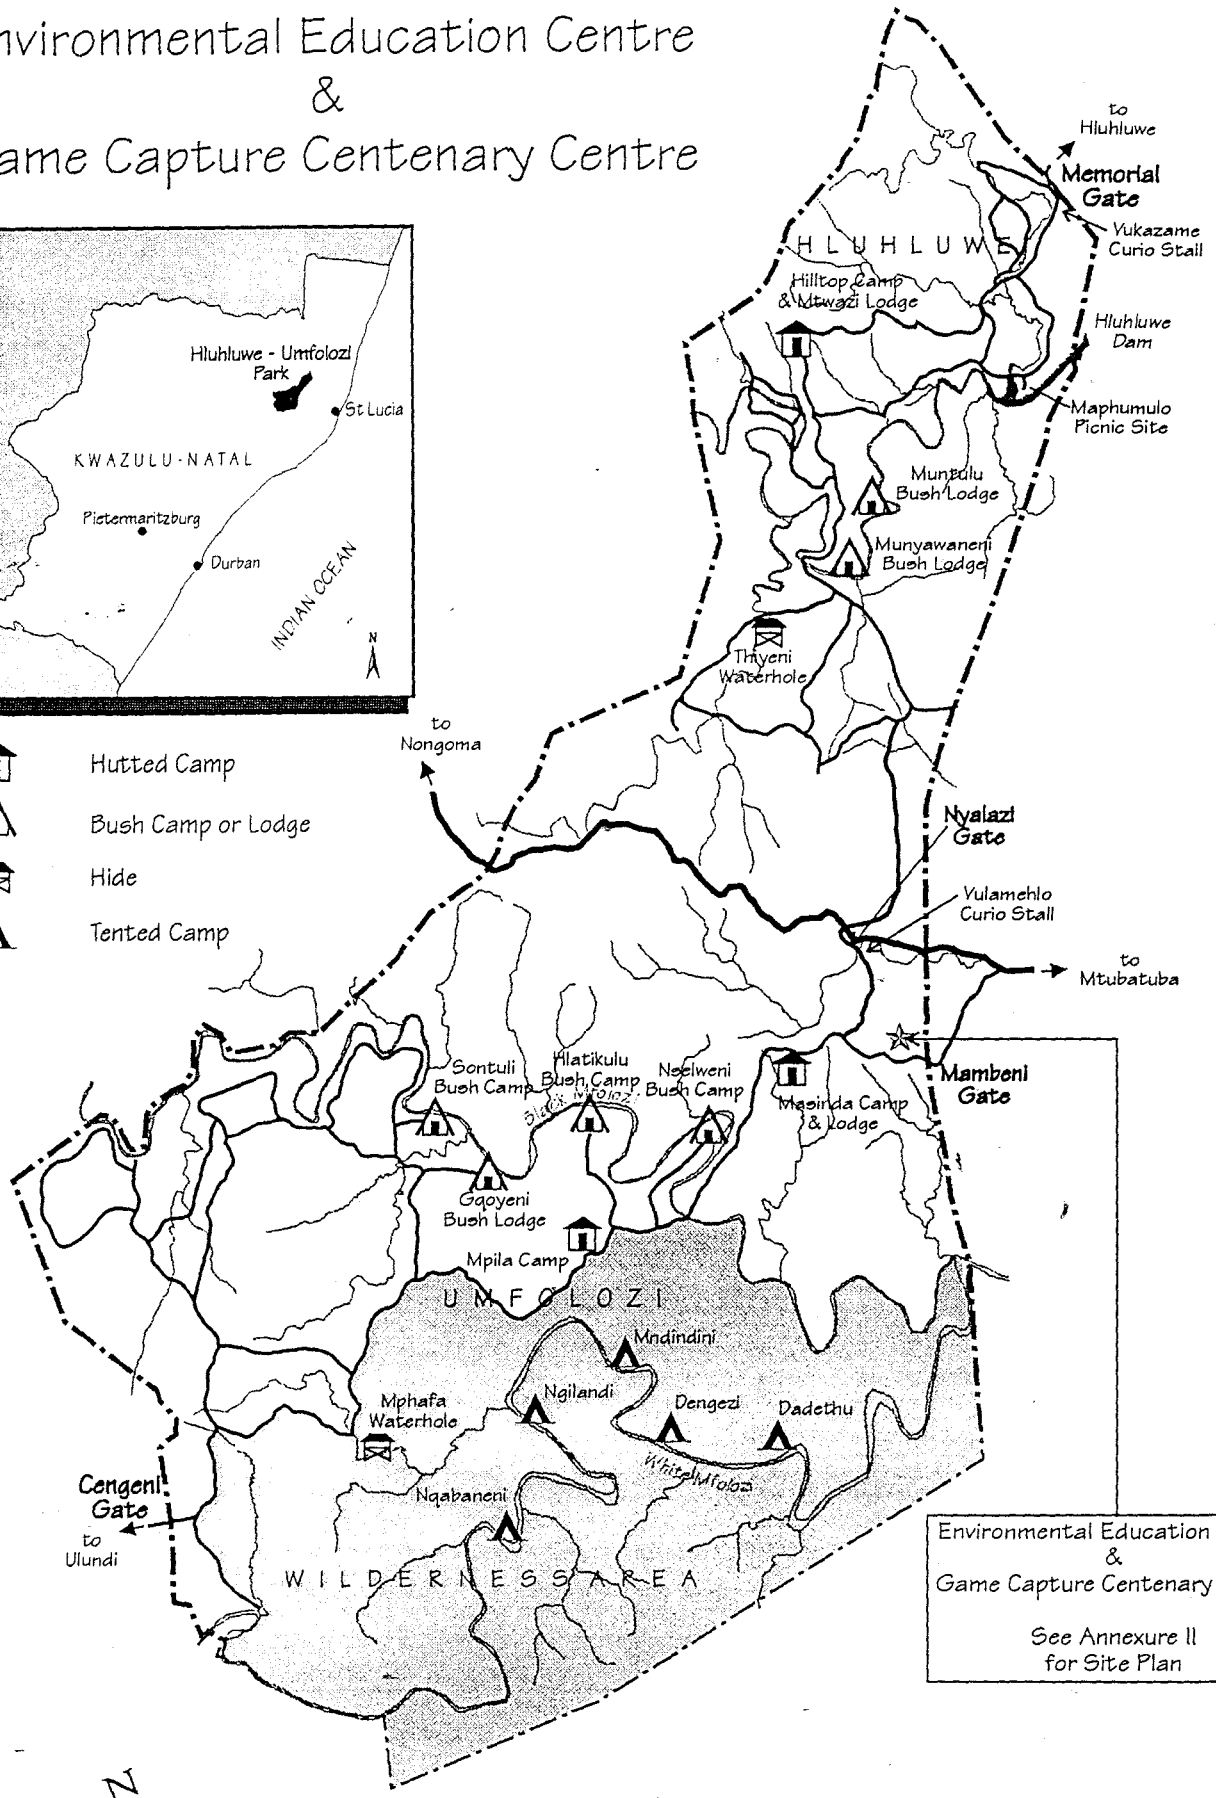 nvironmental Education Centre
&
ame Capture Centenary Centre
to
Hluhluwe
Memorial
Gate
Vukazame
Curio Stall
HLUHLUWE
Hilltop Camp
& Mtwazi Lodge
Hluhluwe
Dam
Maphumulo
Picnic Site
Hluhluwe - Umfolozi
Park
St Lucia
KWAZULU-NATAL
Pietermaritzburg
Durban
INDIAN OCEAN
N
Muntulu
Bush Lodge
Munyawaneni
Bush Lodge
Thiyeni
Waterhole
to
Nongoma
Hutted Camp
Bush Camp or Lodge
Hide
Tented Camp
Nyalazi
Gate
Vulamehlo
Curio Stall
to
Mtubatuba
Sontuli
Bush Camp
Hlatikulu
Bush Camp
Nselweni
Bush Camp
Black Mfolozi
Masinda Camp
& Lodge
Mambeni
Gate
Gqoyeni
Bush Lodge
Mpila Camp
UMFOLOZI
Mndindini
Ngilandi
Dengezi
Dadethu
Mphafa
Waterhole
White Mfolozi
Cengeni
Gate
to
Ulundi
Nqabaneni
WILDERNESS AREA
Environmental Education
&
Game Capture Centenary
See Annexure II
for Site Plan
N